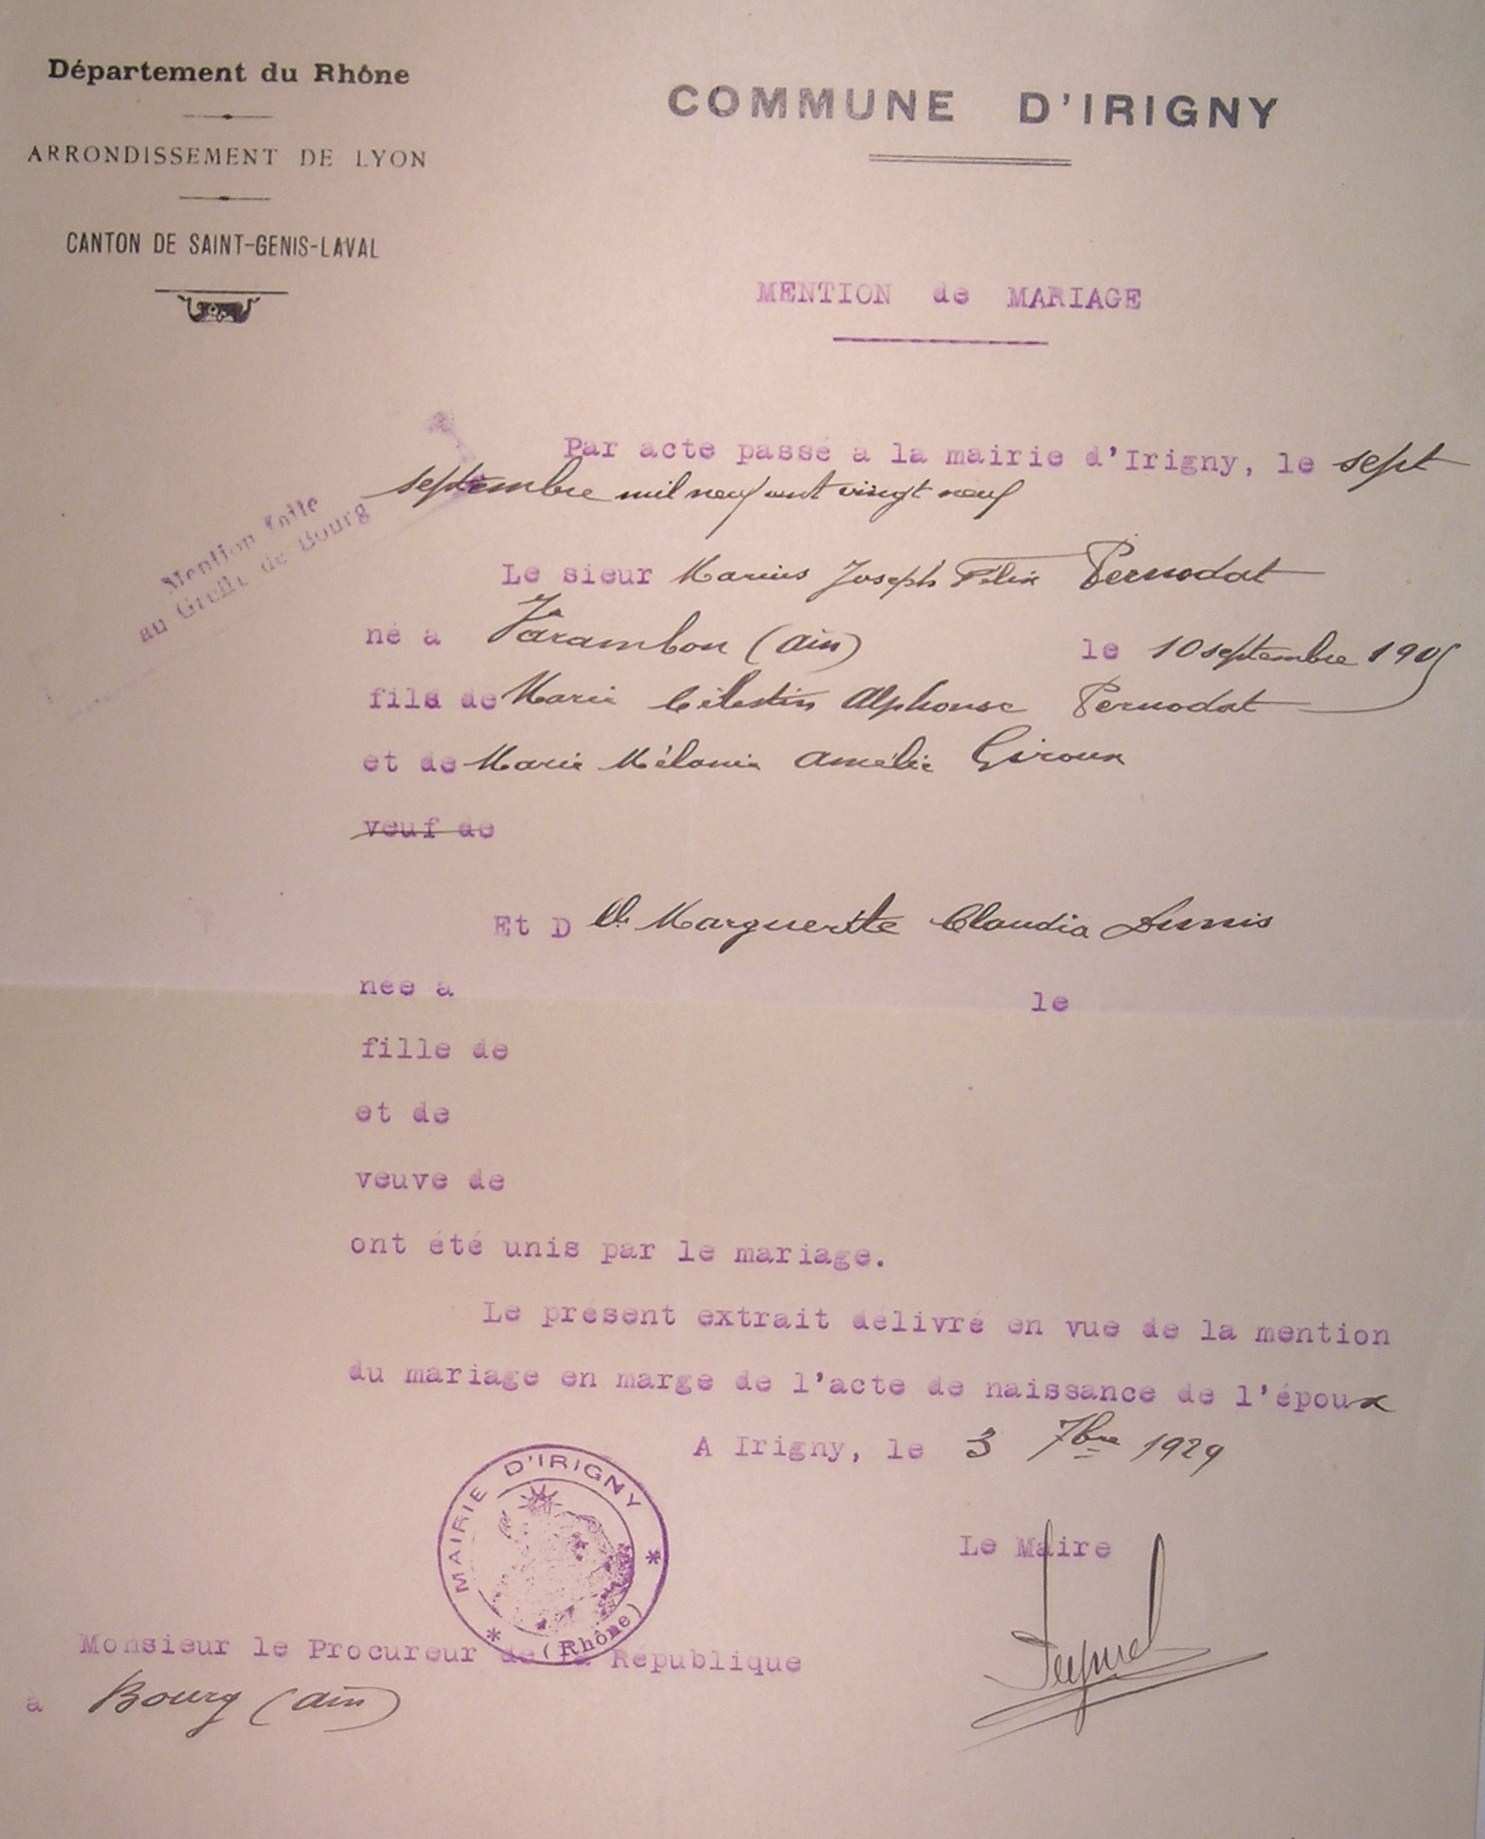 Département du Rhône
ARRONDISSEMENT DE LYON
CANTON DE SAINT-GENIS-LAVAL
COMMUNE D'IRIGNY
MENTION de MARIAGE
Par acte passé a la mairie d'Irigny, le sept
septembre mil neuf cent vingt neuf
Mention faite
au Greffe de Bourg
Le sieur Marius Joseph Félix Pernodat
né a Varambon (Ain) le 10 septembre 1905
fils de Marie Célestin Alphonse Pernodat
et de Marie Mélanie Amélie Giroux
veuf de
Et D lle Marguerite Claudia Dunis
née a le
fille de
et de
veuve de
ont été unis par le mariage.
Le présent extrait délivré en vue de la mention
du mariage en marge de l'acte de naissance de l'époux
A Irigny, le 3 7bre 1929
MAIRIE D'IRIGNY
* (Rhône) *
Le Maire
Monsieur le Procureur de la République
à Bourg (Ain)